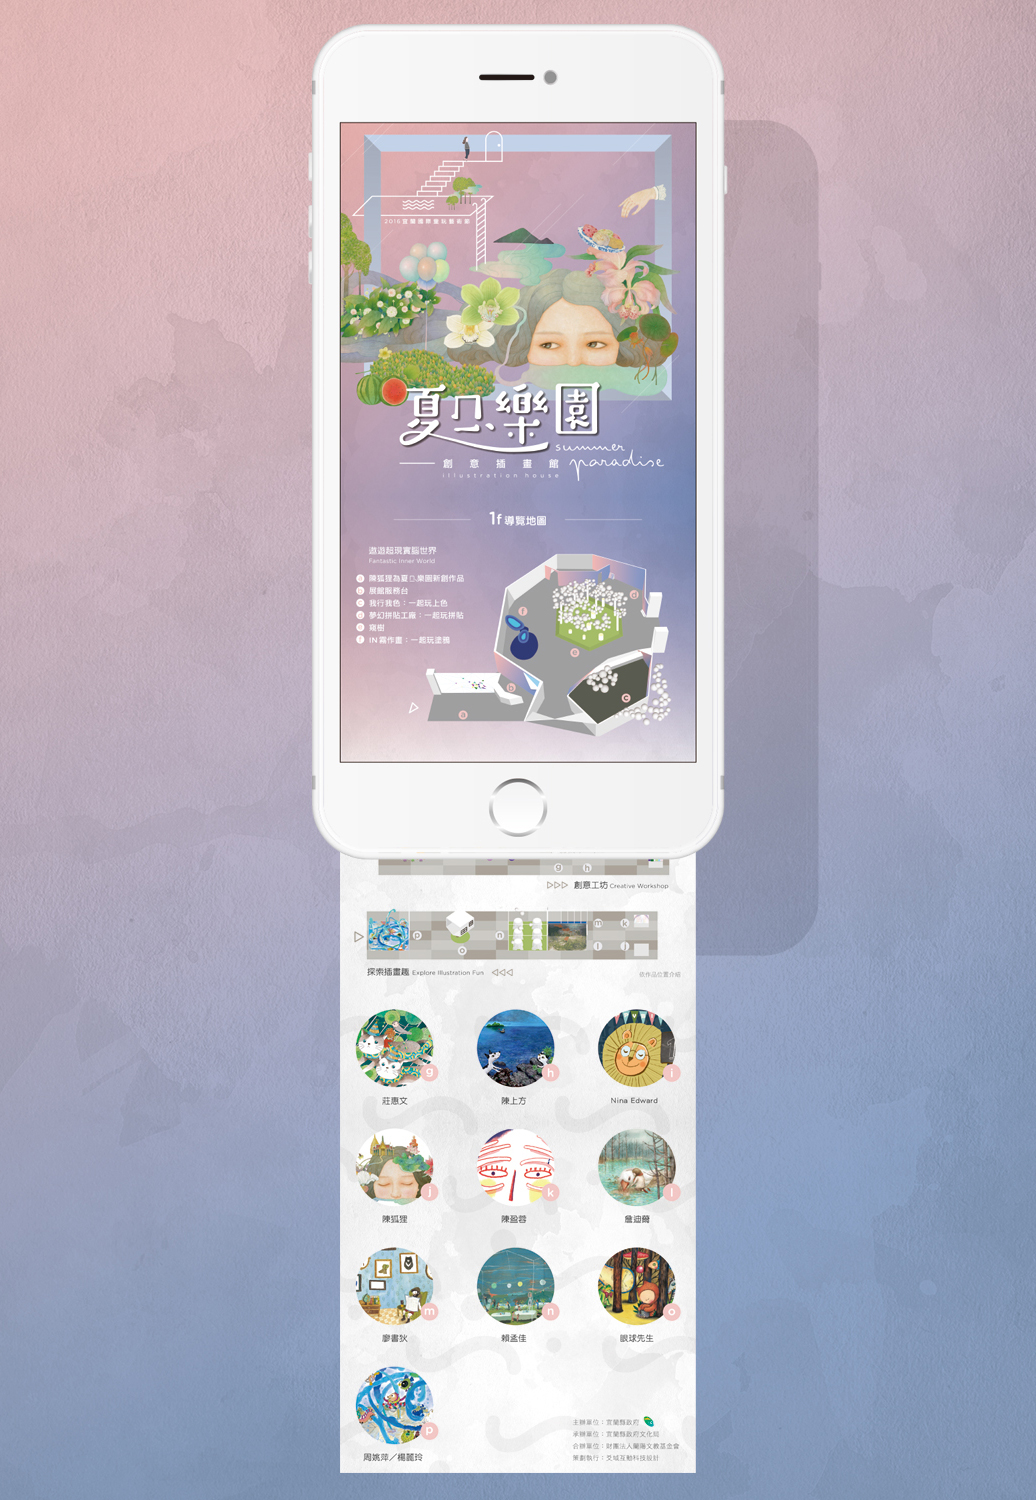 2016宜蘭國際童玩藝術節
夏卟樂園
summer
paradise
創意插畫館
illustration house
1f 導覽地圖
遨遊超現實腦世界
Fantastic Inner World
a 陳狐狸為夏卟樂園新創作品
b 展館服務台
c 我行我色：一起玩上色
d 夢幻拼貼工廠：一起玩拼貼
e 窺樹
f IN 寫作畫：一起玩塗鴉
f
d
e
b
c
a
g h
創意工坊 Creative Workshop
p
o
n
m k
l j
探索插畫趣 Explore Illustration Fun
依作品位置介紹
g
h
i
莊惠文
陳上方
Nina Edward
j
k
l
陳狐狸
陳盈蓉
詹迪薾
m
n
o
廖書荻
賴孟佳
眼球先生
p
周姚萍／楊麗玲
主辦單位：宜蘭縣政府
承辦單位：宜蘭縣政府文化局
合辦單位：財團法人蘭陽文教基金會
策劃執行：爻域互動科技設計